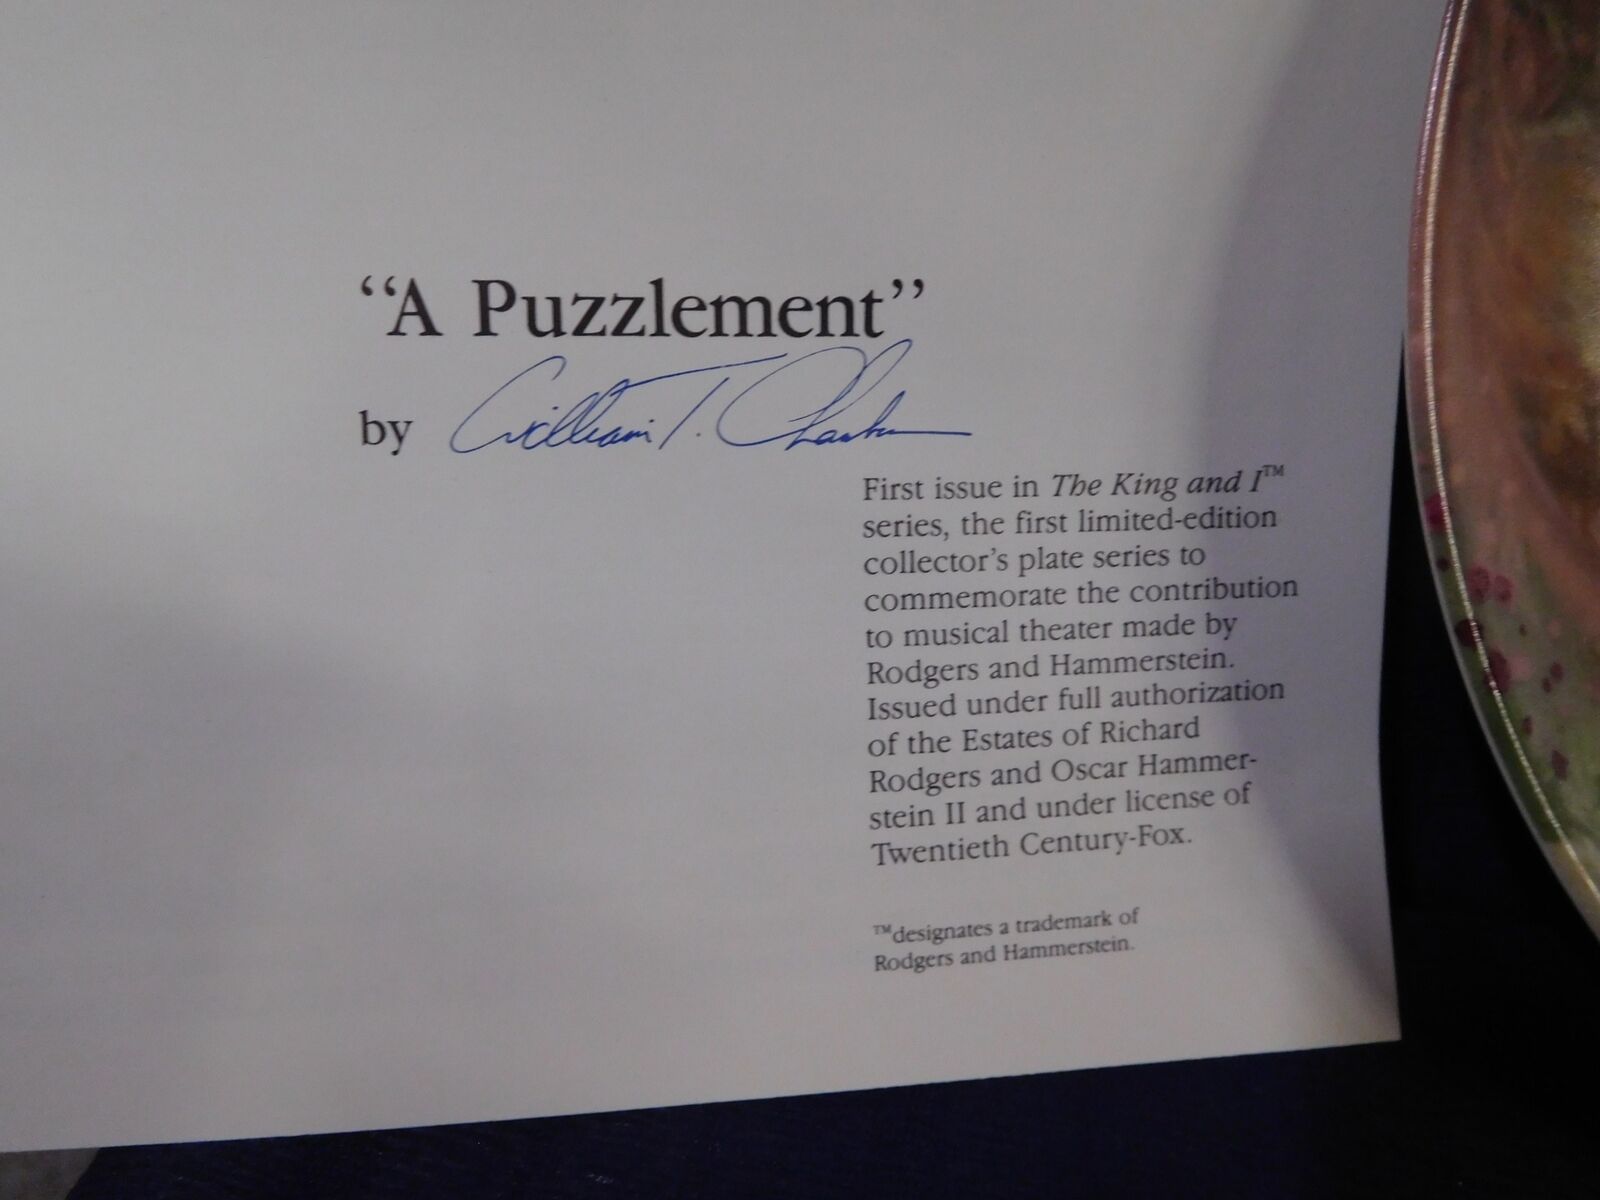 “A Puzzlement”
by William T. Chambers
First issue in The King and I™
series, the first limited-edition
collector's plate series to
commemorate the contribution
to musical theater made by
Rodgers and Hammerstein.
Issued under full authorization
of the Estates of Richard
Rodgers and Oscar Hammer-
stein II and under license of
Twentieth Century-Fox.
™designates a trademark of
Rodgers and Hammerstein.